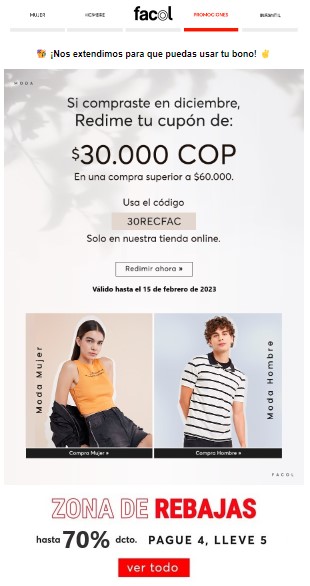 MUJER
HOMBRE
facol
PROMOCIONES
INFANTIL
¡Nos extendimos para que puedas usar tu bono!
MODA
Si compraste en diciembre,
Redime tu cupón de:
$30.000 COP
En una compra superior a $60.000.
Usa el código
30RECFAC
Solo en nuestra tienda online.
Redimir ahora »
Válido hasta el 15 de febrero de 2023
Moda Mujer
Moda Hombre
Compra Mujer »
Compra Hombre »
FACOL
ZONA DE REBAJAS
hasta 70% dcto. PAGUE 4, LLEVE 5
ver todo